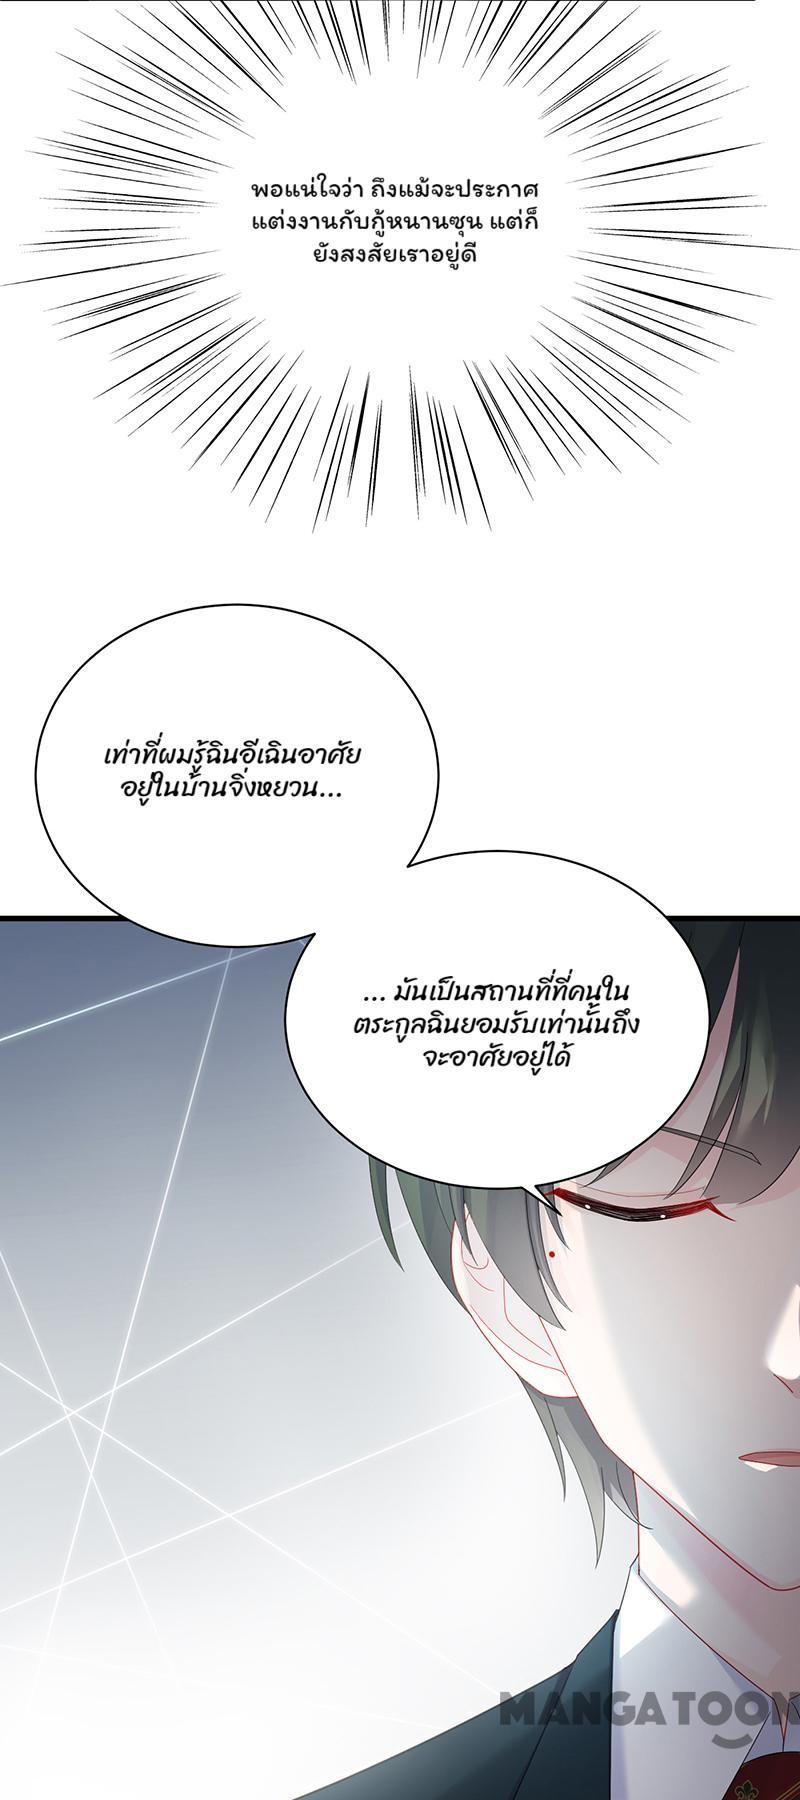 พอแน่ใจว่า ถึงแม้จะประกาศ
แต่งงานกับกู้หนานซุน แต่ก็
ยังสงสัยเราอยู่ดี
เท่าที่ผมรู้ฉินอีเฉินอาศัย
อยู่ในบ้านจิ่งหยวน...
... มันเป็นสถานที่ที่คนใน
ตระกูลฉินยอมรับเท่านั้นถึง
จะอาศัยอยู่ได้
MANGATOON